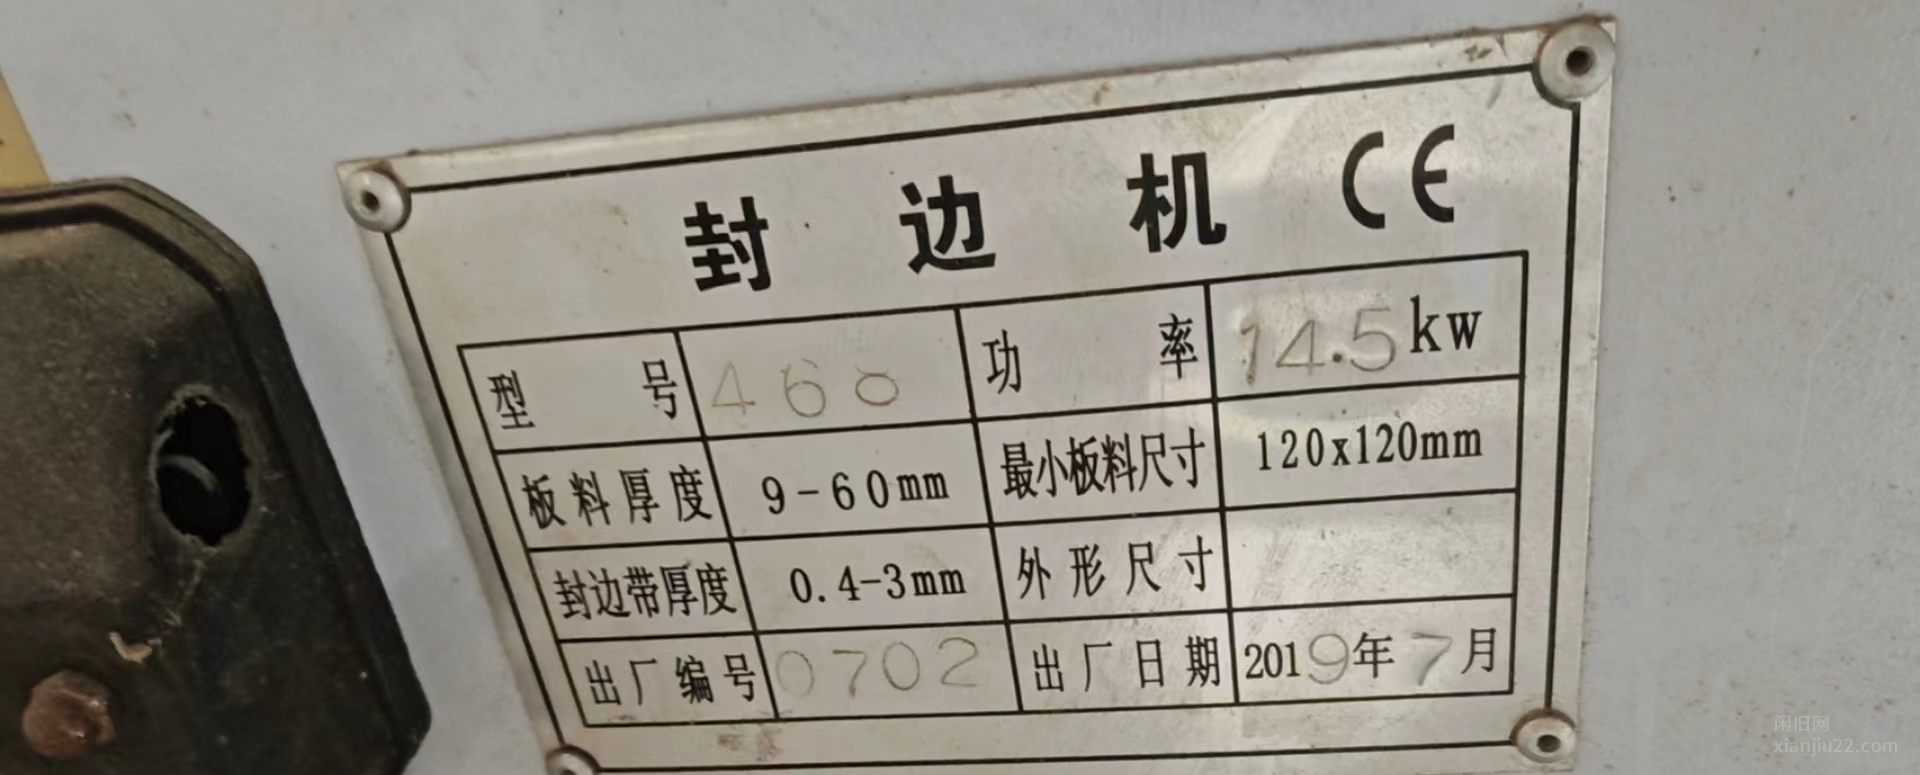 封边机 CE
型号 468 功率 14.5kw
板料厚度 9-60mm 最小板料尺寸 120x120mm
封边带厚度 0.4-3mm 外形尺寸
出厂编号 0702 出厂日期 2019年7月
闲旧网
xianjiu22.com